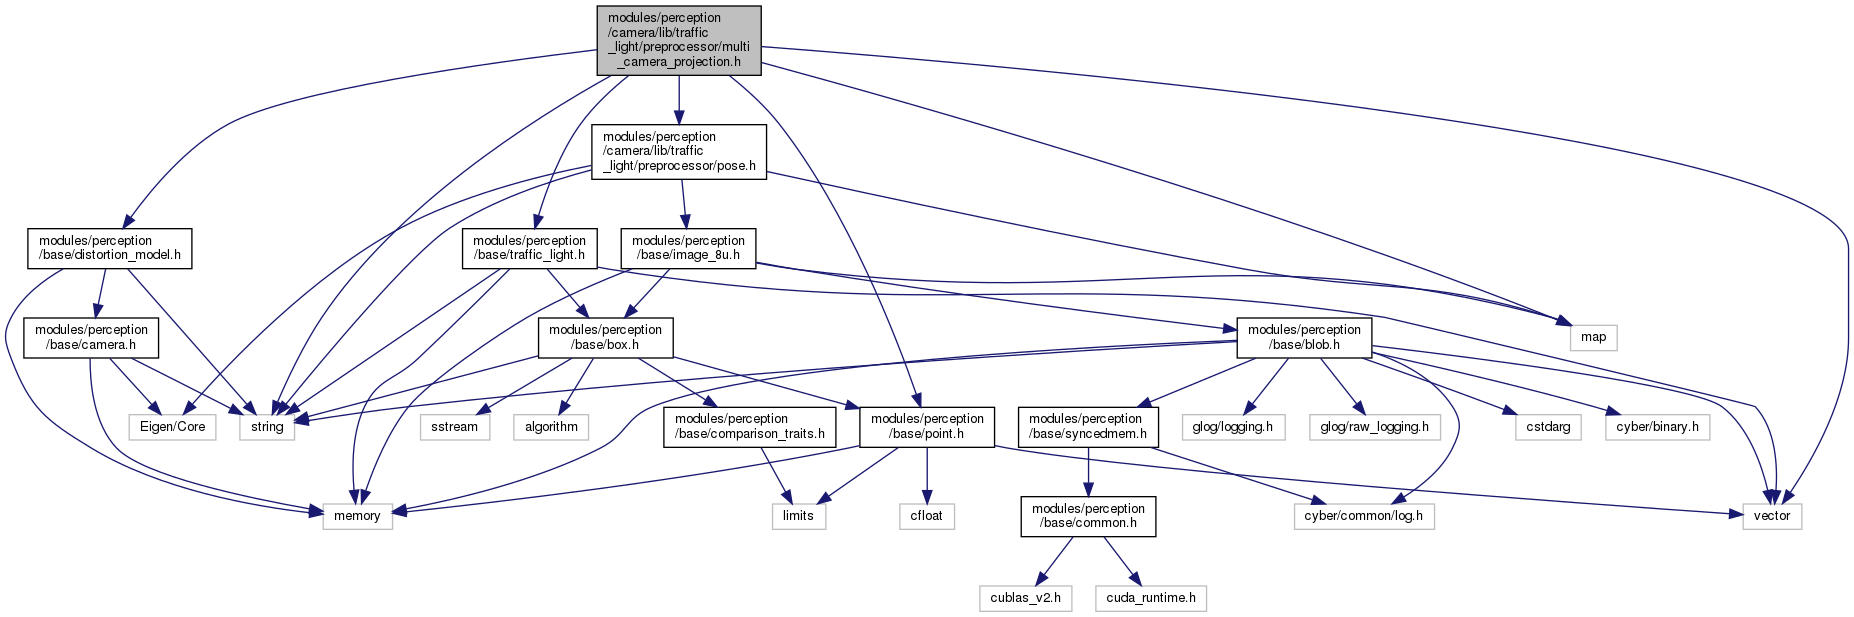 modules/perception
/camera/lib/traffic
_light/preprocessor/multi
_camera_projection.h
modules/perception
/camera/lib/traffic
_light/preprocessor/pose.h
modules/perception
/base/distortion_model.h
modules/perception
/base/traffic_light.h
modules/perception
/base/image_8u.h
modules/perception
/base/camera.h
modules/perception
/base/box.h
modules/perception
/base/blob.h
map
Eigen/Core
string
sstream
algorithm
modules/perception
/base/comparison_traits.h
modules/perception
/base/point.h
modules/perception
/base/syncedmem.h
glog/logging.h
glog/raw_logging.h
cstdarg
cyber/binary.h
memory
limits
cfloat
modules/perception
/base/common.h
cyber/common/log.h
vector
cublas_v2.h
cuda_runtime.h